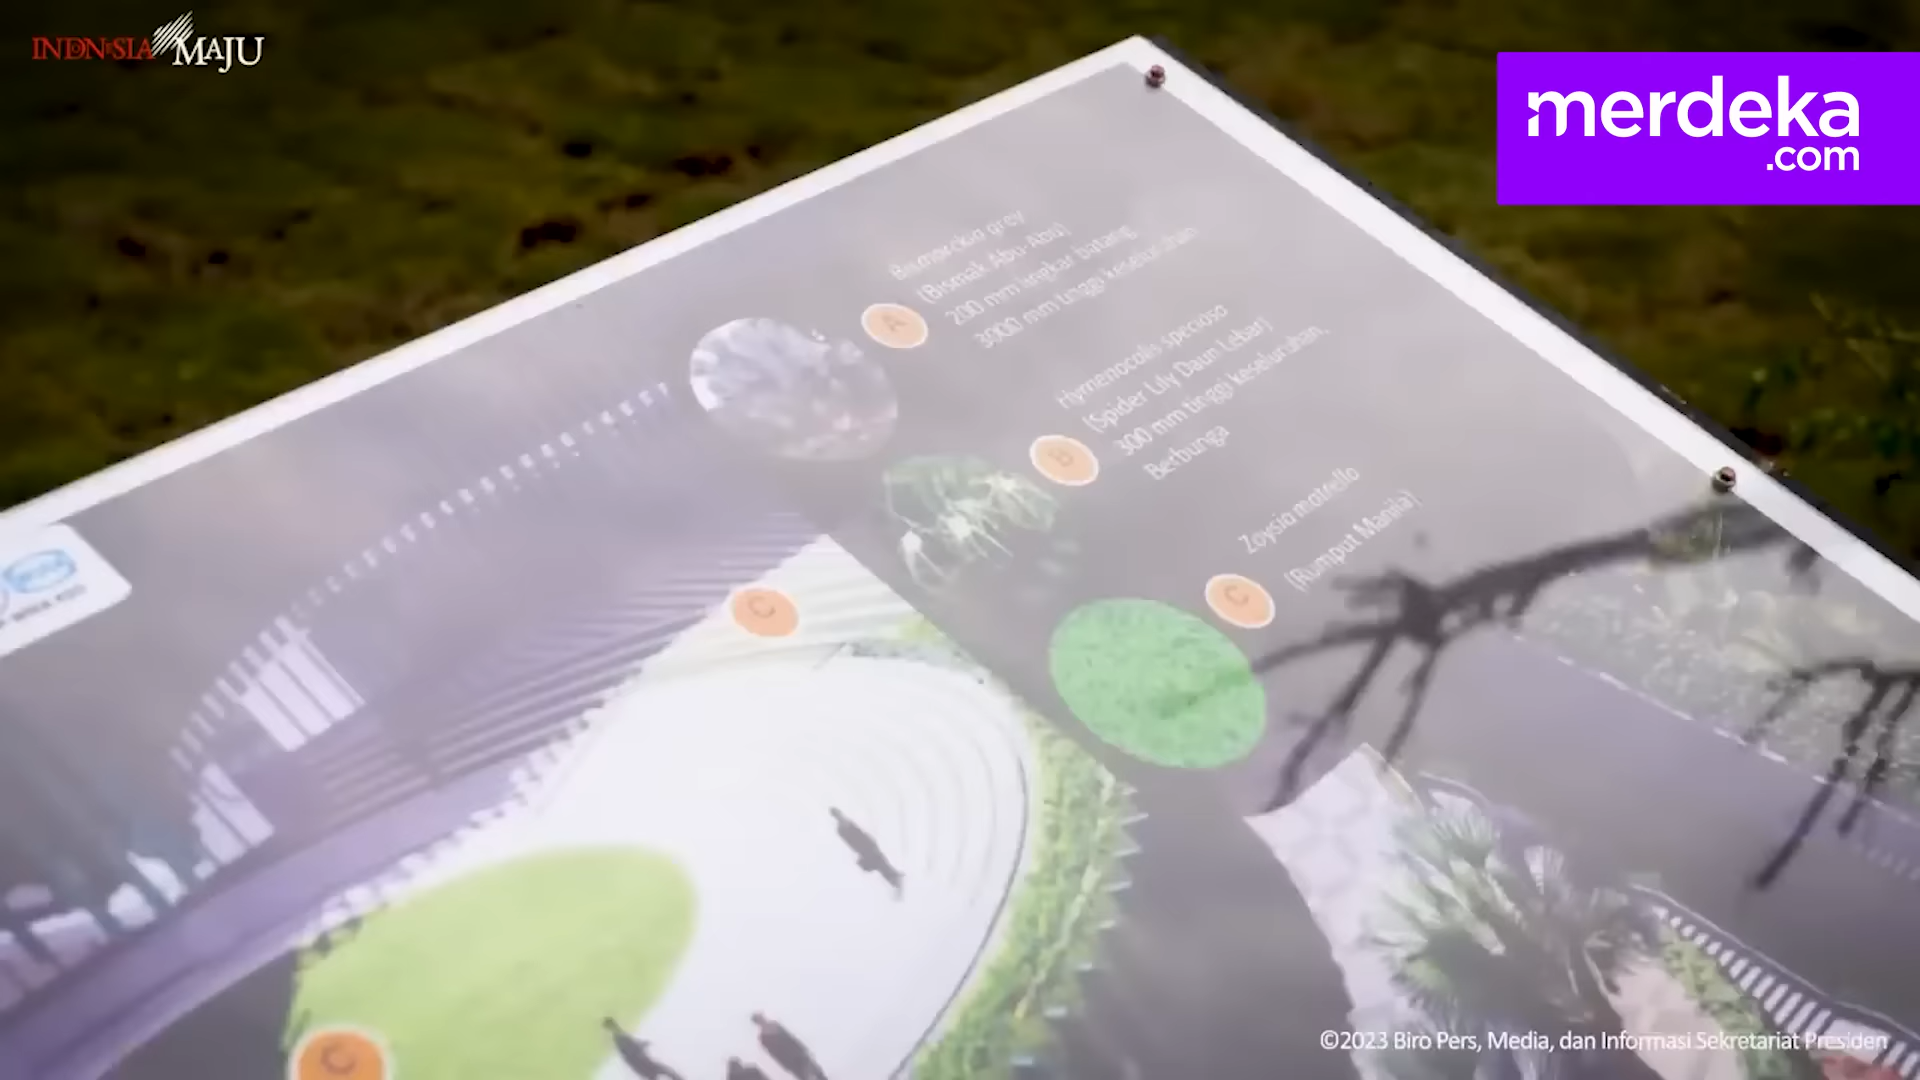 INDONESIA MAJU
merdeka
.com
A
Bismarckia grey
(Bismak Abu-Abu)
200 mm lingkar batang
3000 mm tinggi keseluruhan
B
Hymenocalis speciosa
(Spider Lily Daun Lebar)
300 mm tinggi keseluruhan,
Berbunga
C
Zoysia matrella
(Rumput Manila)
C
C
©2023 Biro Pers, Media, dan Informasi Sekretariat Presiden